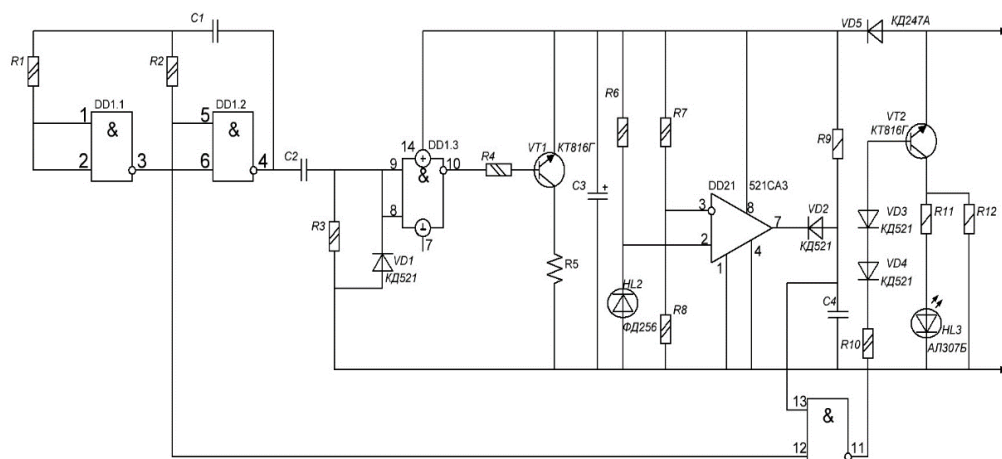 C1
VD5
КД247А
R1
R2
DD1.1
DD1.2
1
&
2
3
5
&
6
4
C2
14
+
DD1.3
9
&
10
8
7
R3
VD1
КД521
R4
VT1
КТ816Г
R5
C3
+
R6
R7
HL2
ФД256
R8
DD21
521СА3
3
8
2
7
1
4
VD2
КД521
R9
C4
VT2
КТ816Г
VD3
КД521
VD4
КД521
R10
R11
R12
HL3
АЛ307Б
13
&
12
11